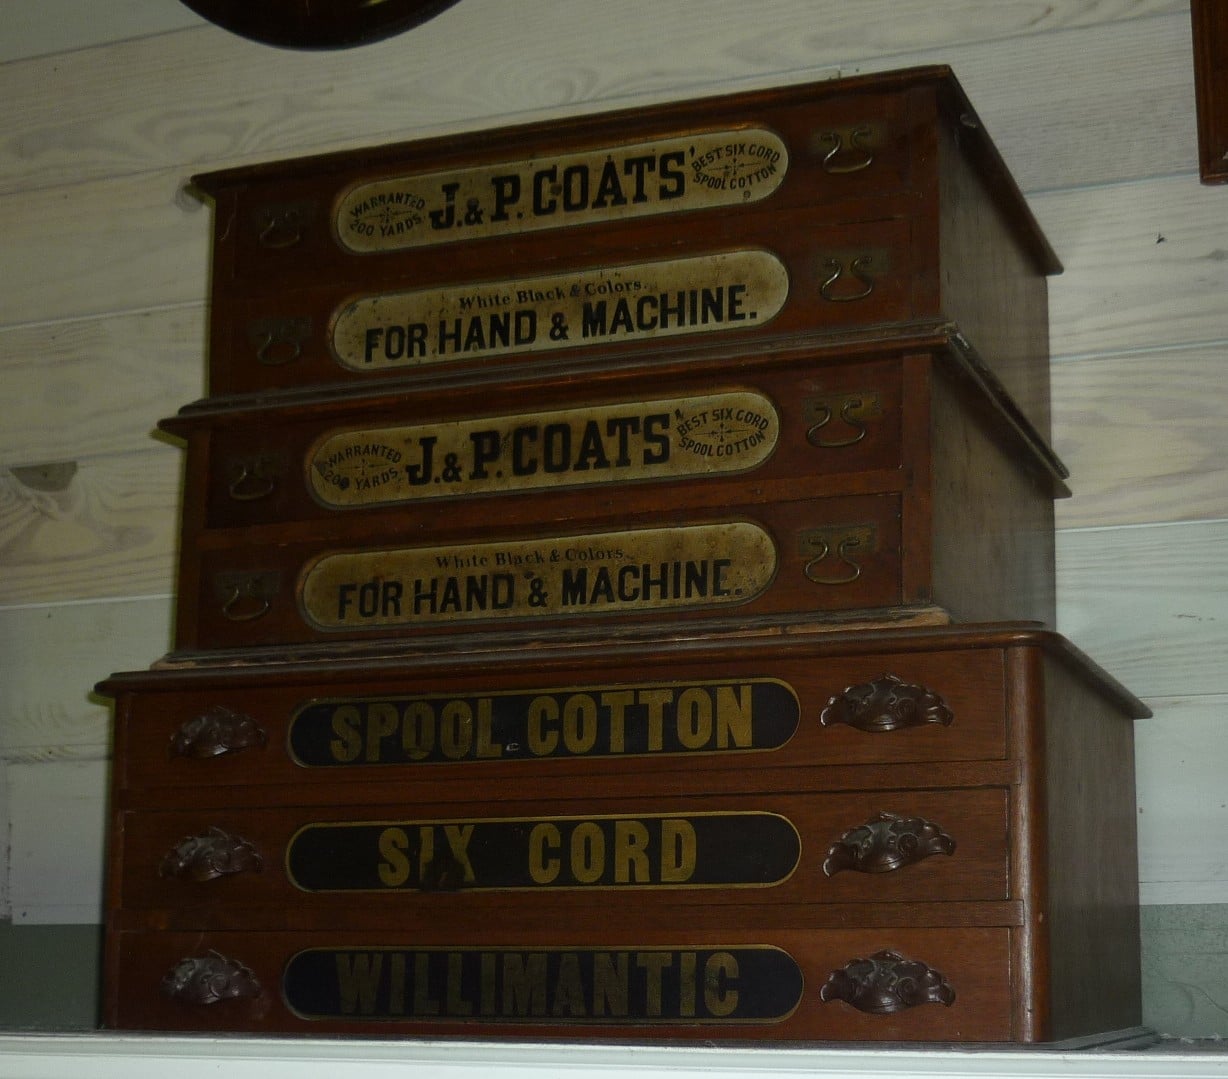 WARRANTED
200 YARDS
J. & P. COATS'
BEST SIX CORD
SPOOL COTTON
White Black & Colors.
FOR HAND & MACHINE.
WARRANTED
200 YARDS
J. & P. COATS'
BEST SIX CORD
SPOOL COTTON
White Black & Colors
FOR HAND & MACHINE.
SPOOL COTTON
SIX CORD
WILLIMANTIC